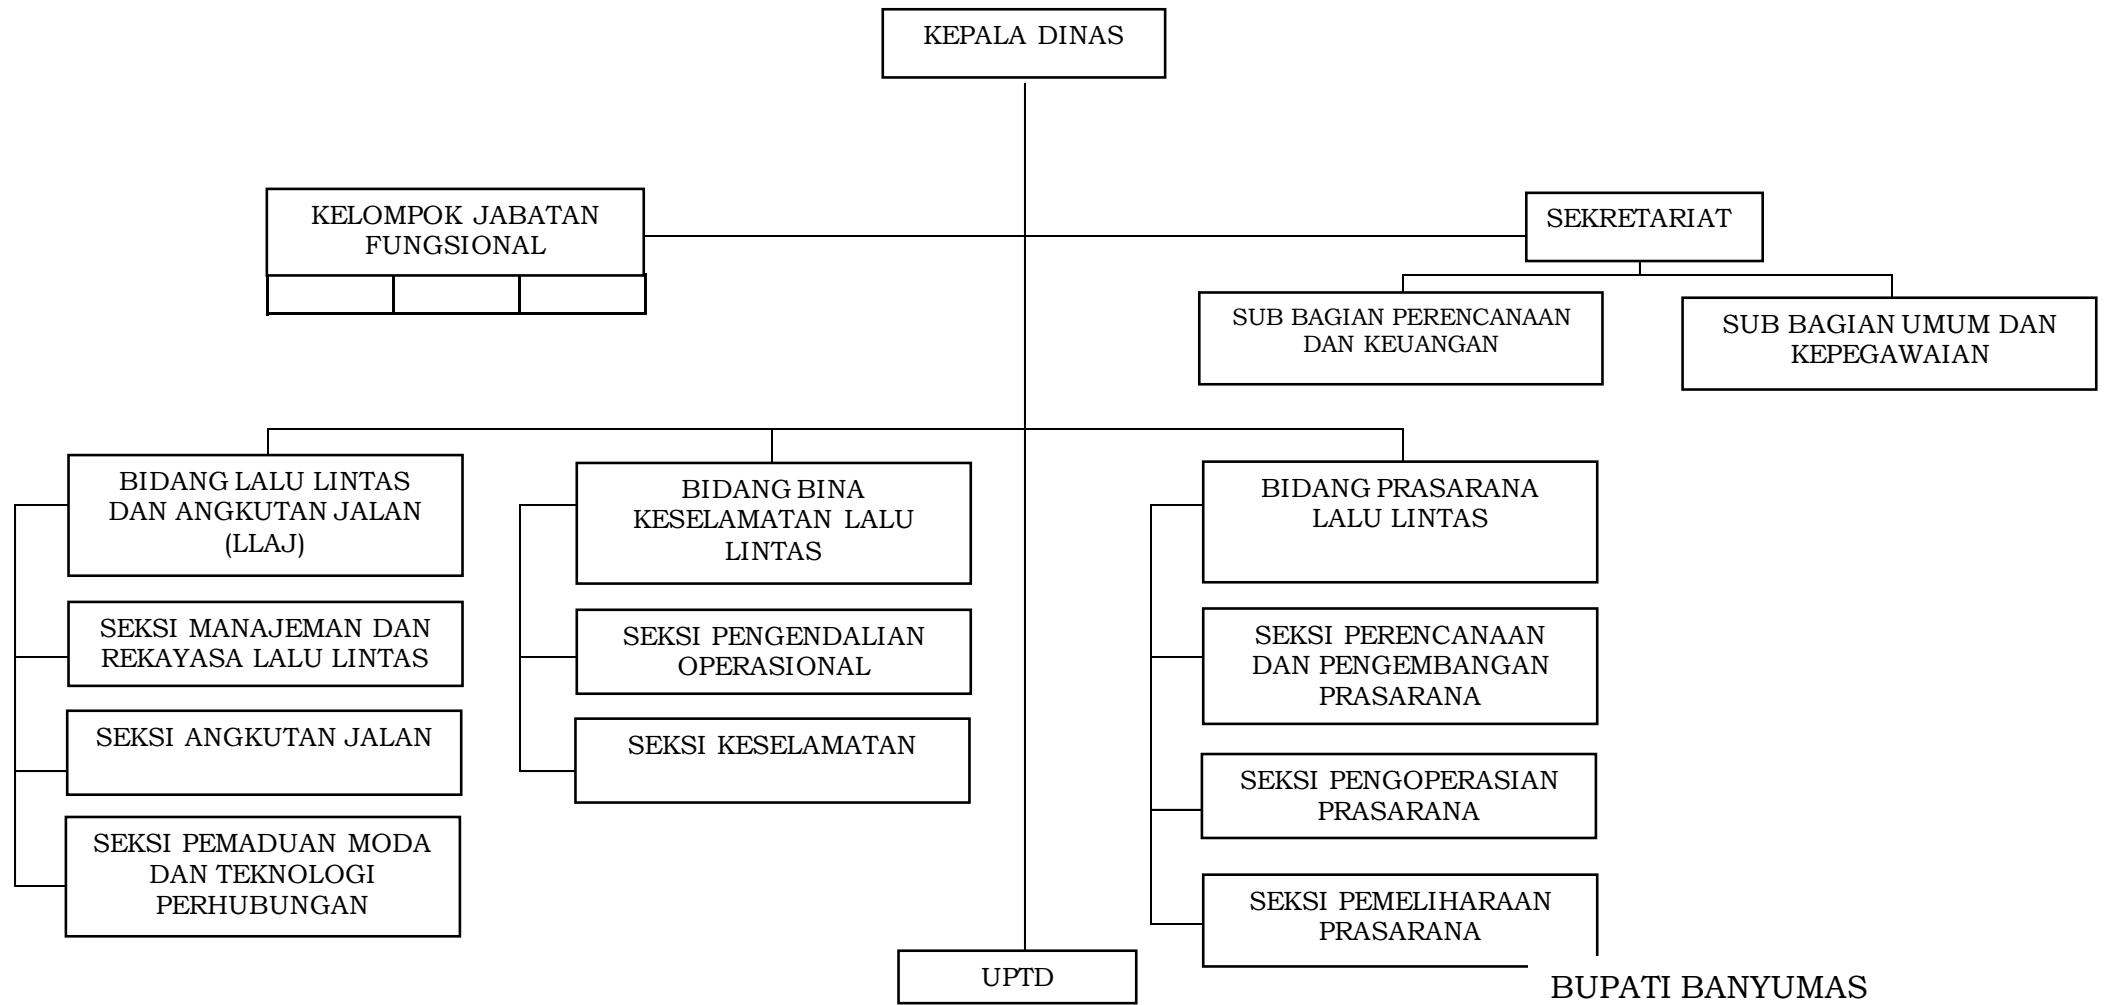 KEPALA DINAS
KELOMPOK JABATAN
FUNGSIONAL
SEKRETARIAT
SUB BAGIAN PERENCANAAN
DAN KEUANGAN
SUB BAGIAN UMUM DAN
KEPEGAWAIAN
BIDANG LALU LINTAS
DAN ANGKUTAN JALAN
(LLAJ)
SEKSI MANAJEMAN DAN
REKAYASA LALU LINTAS
SEKSI ANGKUTAN JALAN
SEKSI PEMADUAN MODA
DAN TEKNOLOGI
PERHUBUNGAN
BIDANG BINA
KESELAMATAN LALU
LINTAS
SEKSI PENGENDALIAN
OPERASIONAL
SEKSI KESELAMATAN
BIDANG PRASARANA
LALU LINTAS
SEKSI PERENCANAAN
DAN PENGEMBANGAN
PRASARANA
SEKSI PENGOPERASIAN
PRASARANA
SEKSI PEMELIHARAAN
PRASARANA
UPTD
BUPATI BANYUMAS